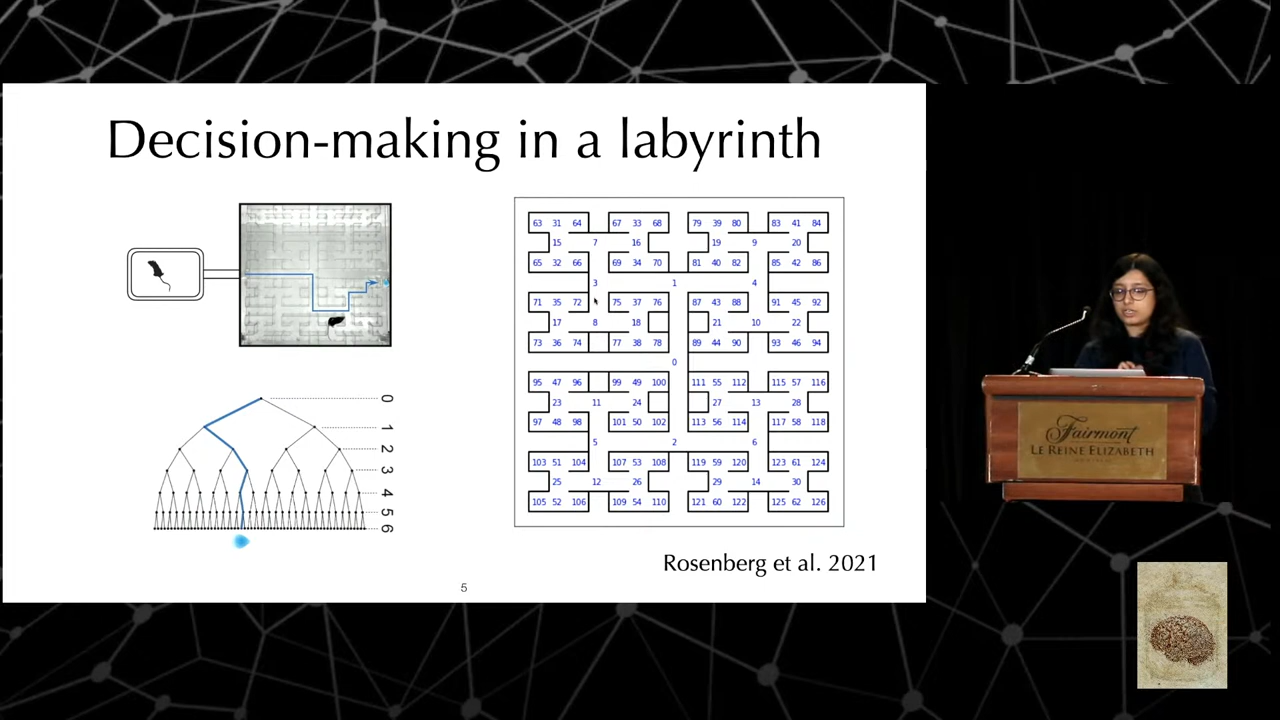 Decision-making in a labyrinth
0
1
2
3
4
5
6
63 31 64 67 33 68 79 39 80 83 41 84
15 7 16 19 9 20
65 32 66 69 34 70 81 40 82 85 42 86
3 1 4
71 35 72 75 37 76 87 43 88 91 45 92
17 8 18 21 10 22
73 36 74 77 38 78 89 44 90 93 46 94
0
95 47 96 99 49 100 111 55 112 115 57 116
23 11 24 27 13 28
97 48 98 101 50 102 113 56 114 117 58 118
5 2 6
103 51 104 107 53 108 119 59 120 123 61 124
25 12 26 29 14 30
105 52 106 109 54 110 121 60 122 125 62 126
Rosenberg et al. 2021
5
Fairmont
LE REINE ELIZABETH